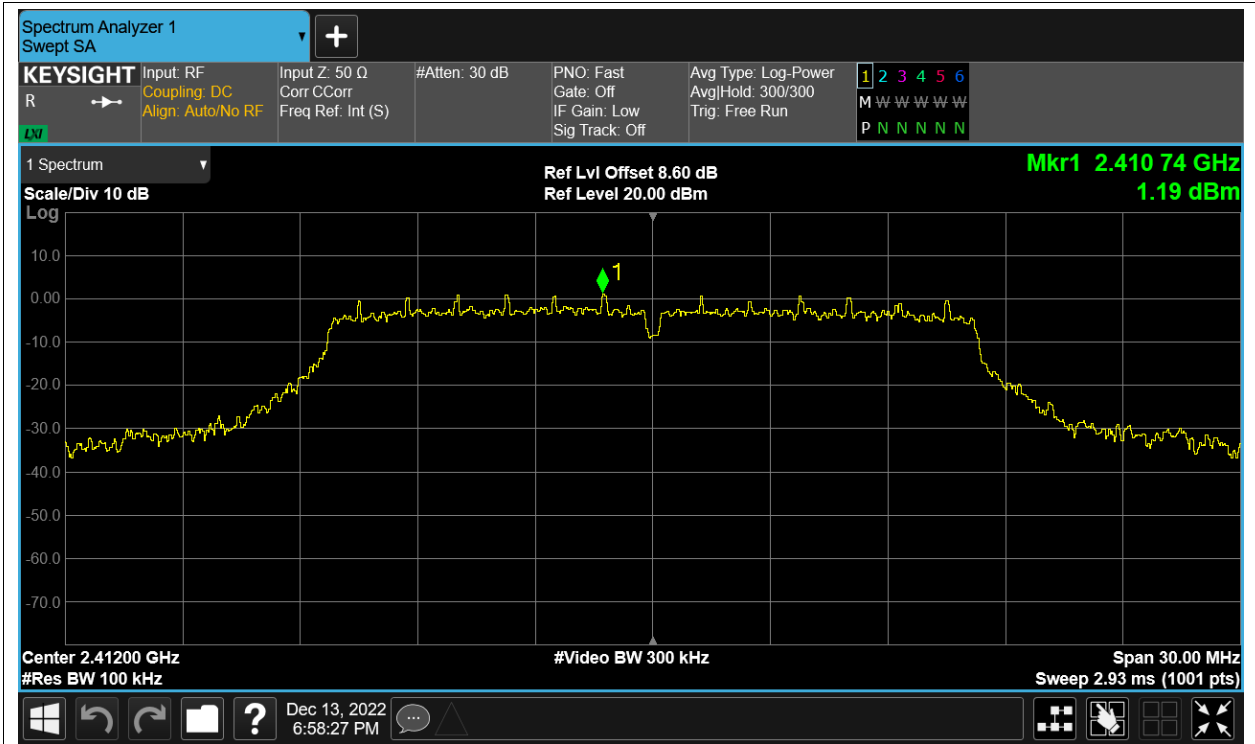 Spectrum Analyzer 1
Swept SA
KEYSIGHT
R
LXI
Input: RF
Coupling: DC
Align: Auto/No RF
Input Z: 50 Ω
Corr CCorr
Freq Ref: Int (S)
#Atten: 30 dB
PNO: Fast
Gate: Off
IF Gain: Low
Sig Track: Off
Avg Type: Log-Power
Avg|Hold: 300/300
Trig: Free Run
1 2 3 4 5 6
M W W W W W W
P N N N N N N
1 Spectrum
Scale/Div 10 dB
Log
Ref Lvl Offset 8.60 dB
Ref Level 20.00 dBm
Mkr1 2.410 74 GHz
1.19 dBm
1
10.0
0.00
-10.0
-20.0
-30.0
-40.0
-50.0
-60.0
-70.0
Center 2.41200 GHz
#Res BW 100 kHz
#Video BW 300 kHz
Span 30.00 MHz
Sweep 2.93 ms (1001 pts)
?
Dec 13, 2022
6:58:27 PM